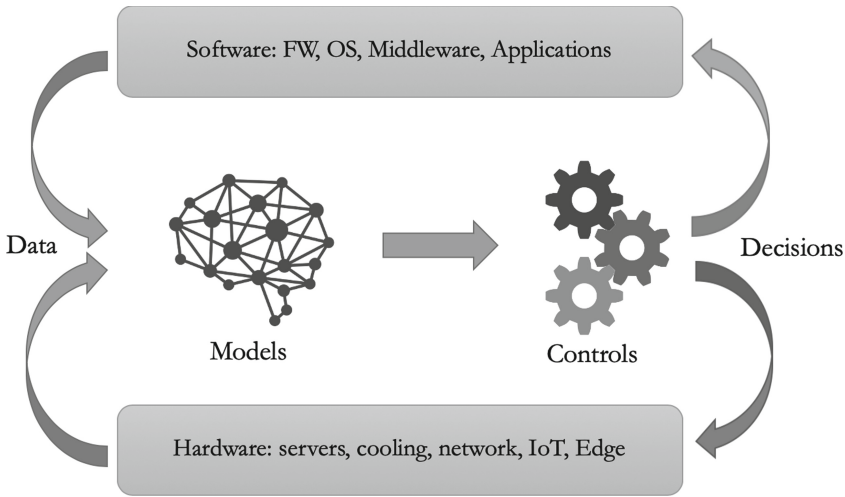 Software: FW, OS, Middleware, Applications
Data
Decisions
Models
Controls
Hardware: servers, cooling, network, IoT, Edge